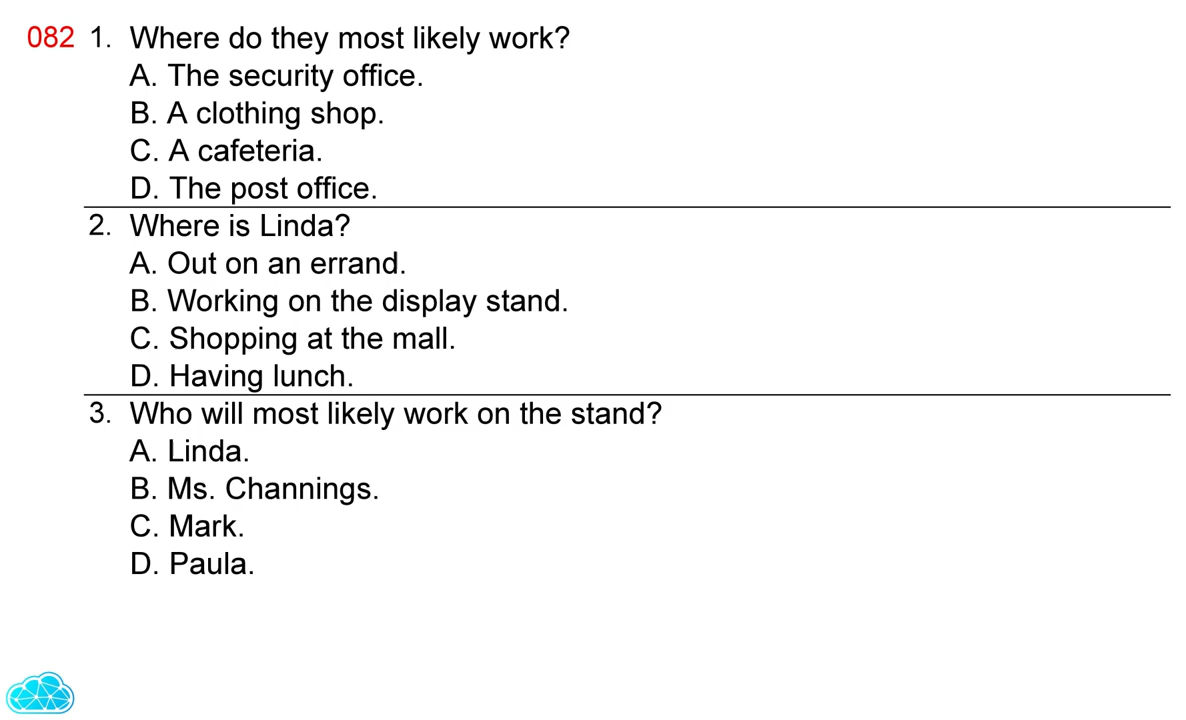 082 1. Where do they most likely work?
A. The security office.
B. A clothing shop.
C. A cafeteria.
D. The post office.
2. Where is Linda?
A. Out on an errand.
B. Working on the display stand.
C. Shopping at the mall.
D. Having lunch.
3. Who will most likely work on the stand?
A. Linda.
B. Ms. Channings.
C. Mark.
D. Paula.